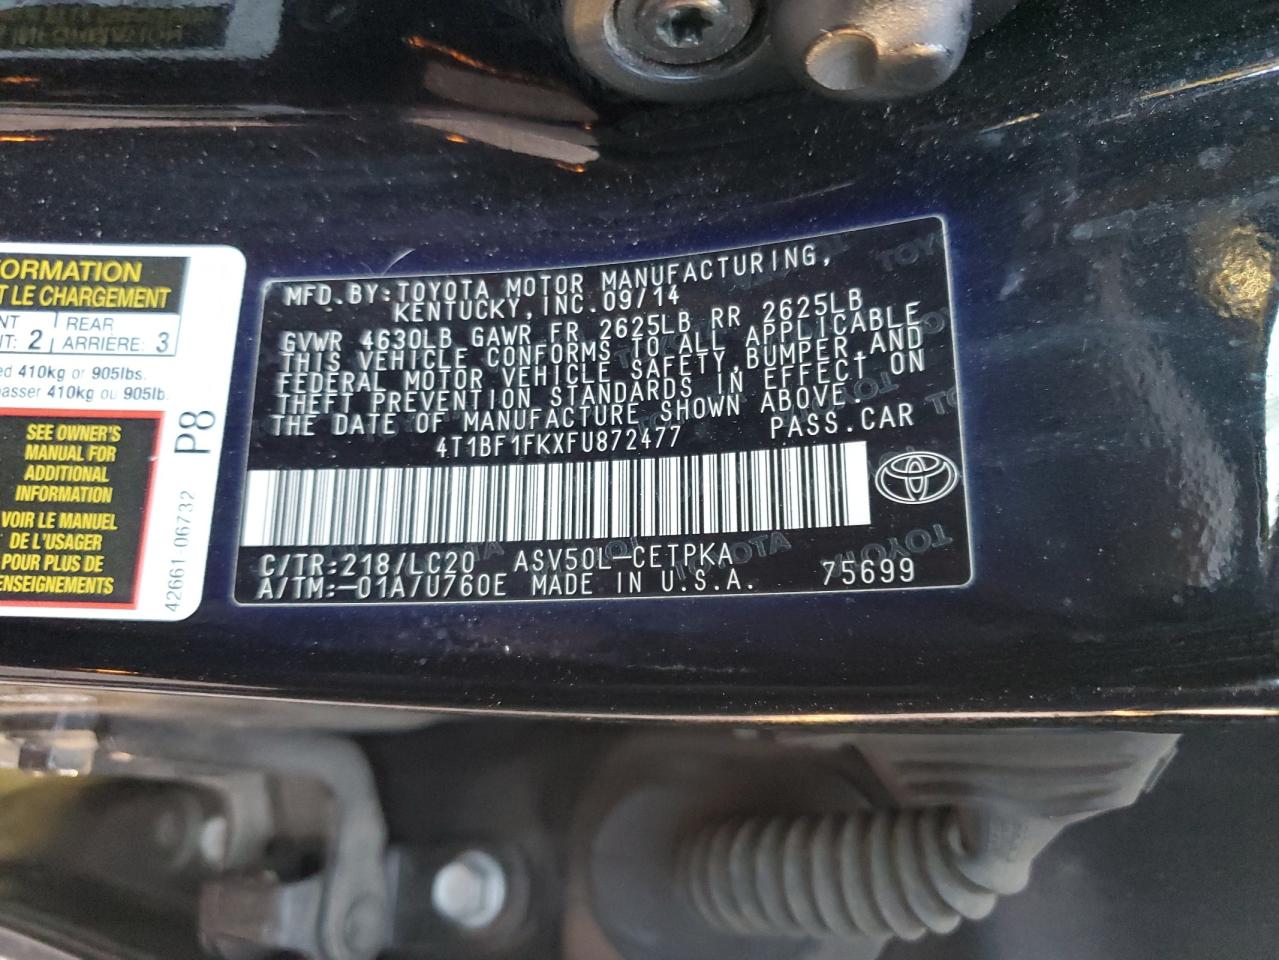 ORMATION
T LE CHARGEMENT
NT 2 REAR 3
T: ARRIÈRE:
ed 410kg or 905lbs.
passer 410kg ou 905lb.
SEE OWNER'S
MANUAL FOR
ADDITIONAL
INFORMATION
VOIR LE MANUEL
DE L'USAGER
POUR PLUS DE
ENSEIGNEMENTS
P8
42661-06732
MFD.BY:TOYOTA MOTOR MANUFACTURING,
KENTUCKY,INC.09/14
GVWR 4630LB GAWR FR 2625LB RR 2625LB
THIS VEHICLE CONFORMS TO ALL APPLICABLE
FEDERAL MOTOR VEHICLE SAFETY,BUMPER,AND
THEFT PREVENTION STANDARDS IN EFFECT ON
THE DATE OF MANUFACTURE SHOWN ABOVE.
4T1BF1FKXFU872477 PASS.CAR
C/TR:218/LC20 ASV50L-CETPKA 75699
A/TM:-01A/U760E MADE IN U.S.A.
TOYOTA